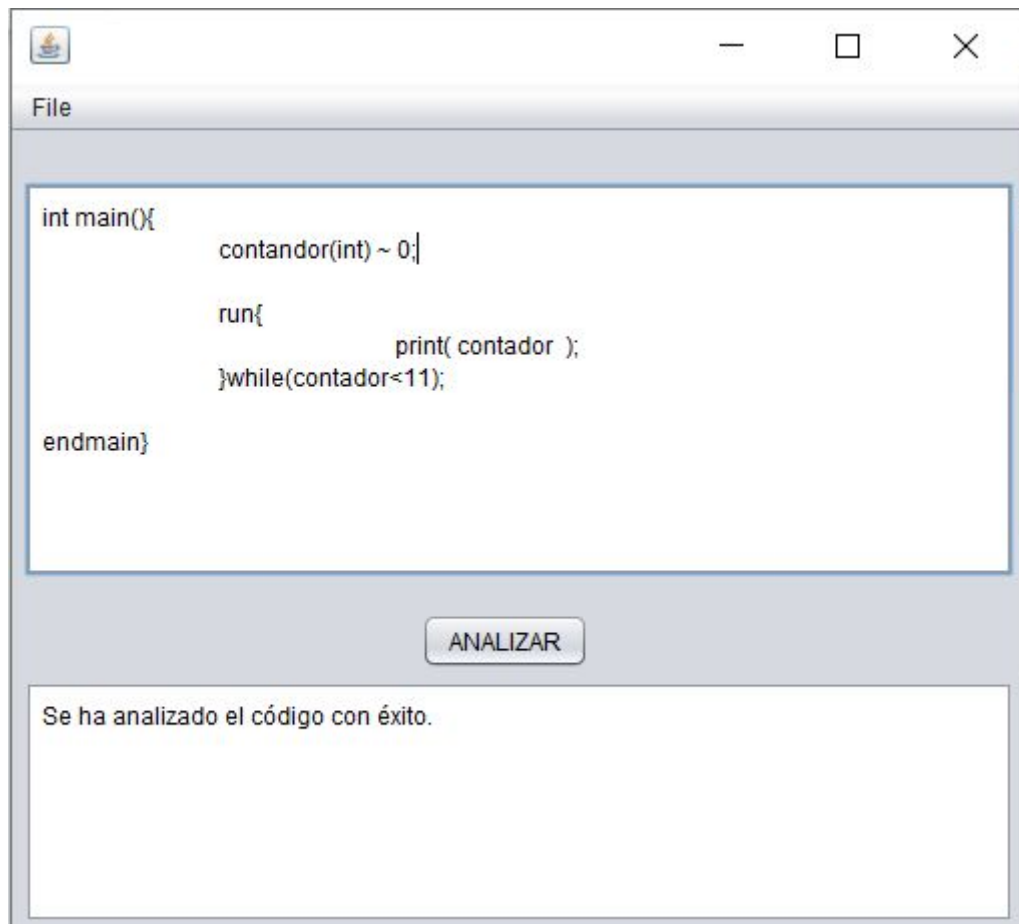 File
int main(){
contandor(int) ~ 0;
run{
print( contador  );
}while(contador<11);
endmain}
ANALIZAR
Se ha analizado el código con éxito.